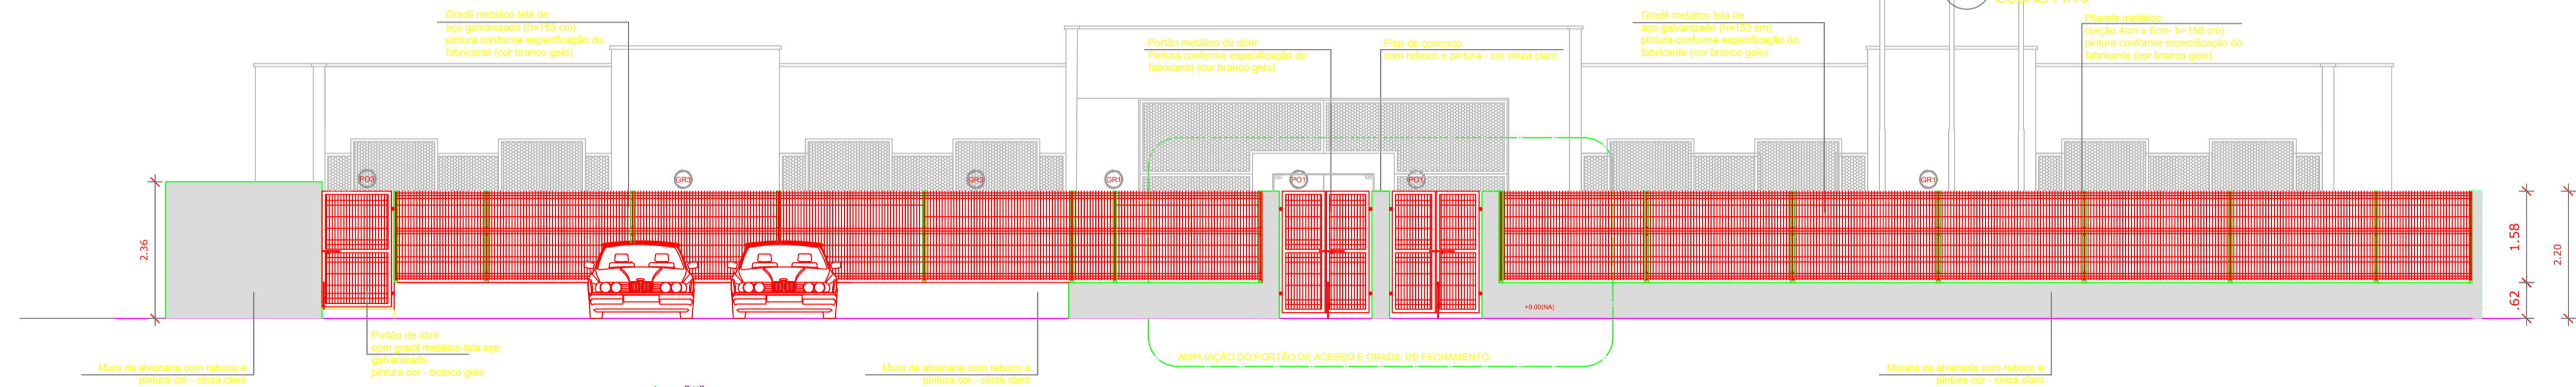 Gradil metálico tela de
aço galvanizado (h=153 cm)
pintura conforme especificação do
fabricante (cor branco gelo)
Portão metálico de abrir
Pintura conforme especificação do
fabricante (cor branco gelo)
Pilar de concreto
com reboco e pintura - cor cinza claro
Gradil metálico tela de
aço galvanizado (h=153 cm)
pintura conforme especificação do
fabricante (cor branco gelo)
Pilarete metálico
(seção 4cm x 6cm- h=158 cm)
pintura conforme especificação do
fabricante (cor branco gelo)
PO3
GR3
GR3
GR1
PO1
PO1
GR1
2.36
1.58
.62
2.20
+0.00(NA)
Portão de abrir
com gradil metálico tela aço
galvanizado
pintura cor - branco gelo
AMPLIAÇÃO DO PORTÃO DE ACESSO E GRADIL DE FECHAMENTO
Muro de alvenaria com reboco e
pintura cor - cinza claro
Muro de alvenaria com reboco e
pintura cor - cinza claro
Mureta de alvenaria com reboco e
pintura cor - cinza claro